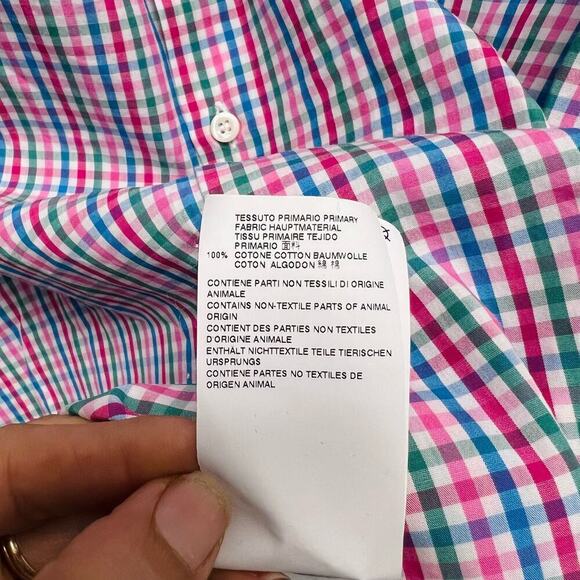 TESSUTO PRIMARIO PRIMARY
FABRIC HAUPTMATERIAL
TISSU PRIMAIRE TEJIDO
PRIMARIO 面料
100% COTONE COTTON BAUMWOLLE
COTON ALGODON 綿 棉
CONTIENE PARTI NON TESSILI DI ORIGINE
ANIMALE
CONTAINS NON-TEXTILE PARTS OF ANIMAL
ORIGIN
CONTIENT DES PARTIES NON TEXTILES
D'ORIGINE ANIMALE
ENTHÄLT NICHTTEXTILE TEILE TIERISCHEN
URSPRUNGS
CONTIENE PARTES NO TEXTILES DE
ORIGEN ANIMAL